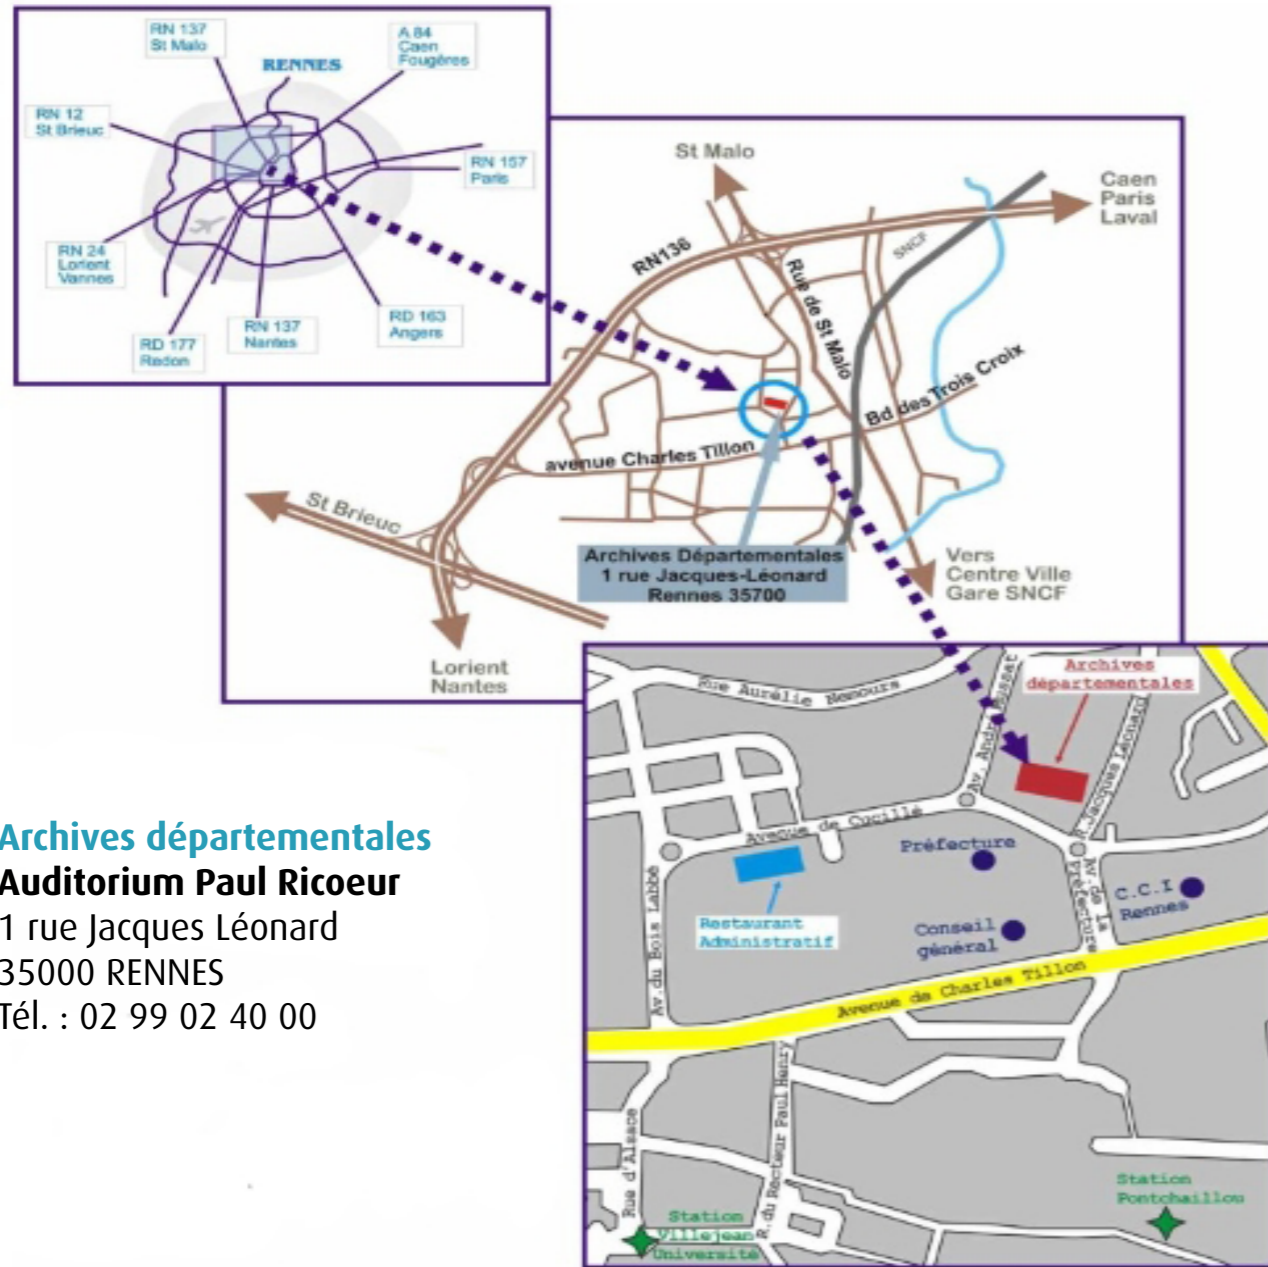 RN 137
St Malo
A 84
Caen
Fougères
RENNES
RN 12
St Brieuc
RN 157
Paris
RN 24
Lorient
Vannes
RD 177
Redon
RN 137
Nantes
RD 163
Angers
St Malo
Caen
Paris
Laval
RN136
SNCF
Rue de St Malo
Bd des Trois Croix
avenue Charles Tillon
St Brieuc
Archives Départementales
1 rue Jacques-Léonard
Rennes 35700
Vers
Centre Ville
Gare SNCF
Lorient
Nantes
Archives
départementales
Rue Aurélie Nemours
Av. André Bussat
R. Jacques Léonard
Avenue de Cucillé
Préfecture
Av. de la
Préfecture
C.C.I
Rennes
Restaurant
Administratif
Conseil
général
Av. du Bois Labbé
Avenue de Charles Tillon
R. du Recteur Paul Henry
Rue d'Alsace
Station
Pontchaillou
Station
Villejean
Université
Archives départementales
Auditorium Paul Ricoeur
1 rue Jacques Léonard
35000 RENNES
Tél. : 02 99 02 40 00